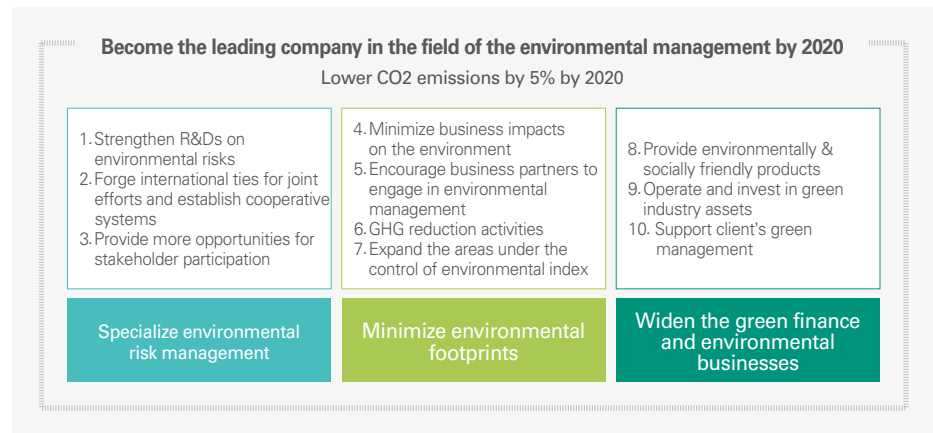 Become the leading company in the field of the environmental management by 2020
Lower CO2 emissions by 5% by 2020
1. Strengthen R&Ds on
environmental risks
2. Forge international ties for joint
efforts and establish cooperative
systems
3. Provide more opportunities for
stakeholder participation
Specialize environmental
risk management
4. Minimize business impacts
on the environment
5. Encourage business partners to
engage in environmental
management
6. GHG reduction activities
7. Expand the areas under the
control of environmental index
Minimize environmental
footprints
8. Provide environmentally &
socially friendly products
9. Operate and invest in green
industry assets
10. Support client's green
management
Widen the green finance
and environmental
businesses